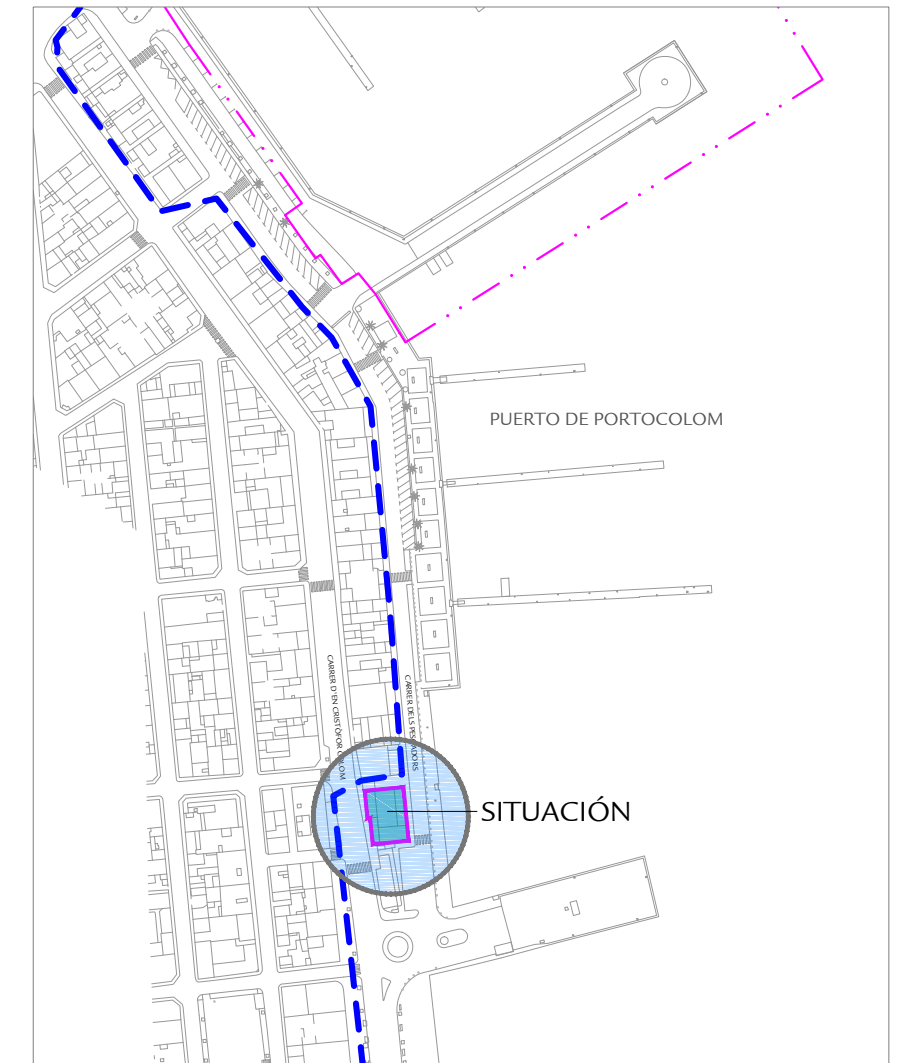 PUERTO DE PORTOCOLOM
CARRER D'EN CRISTÒFOR COLOM
CARRER DELS PESCADORS
SITUACIÓN